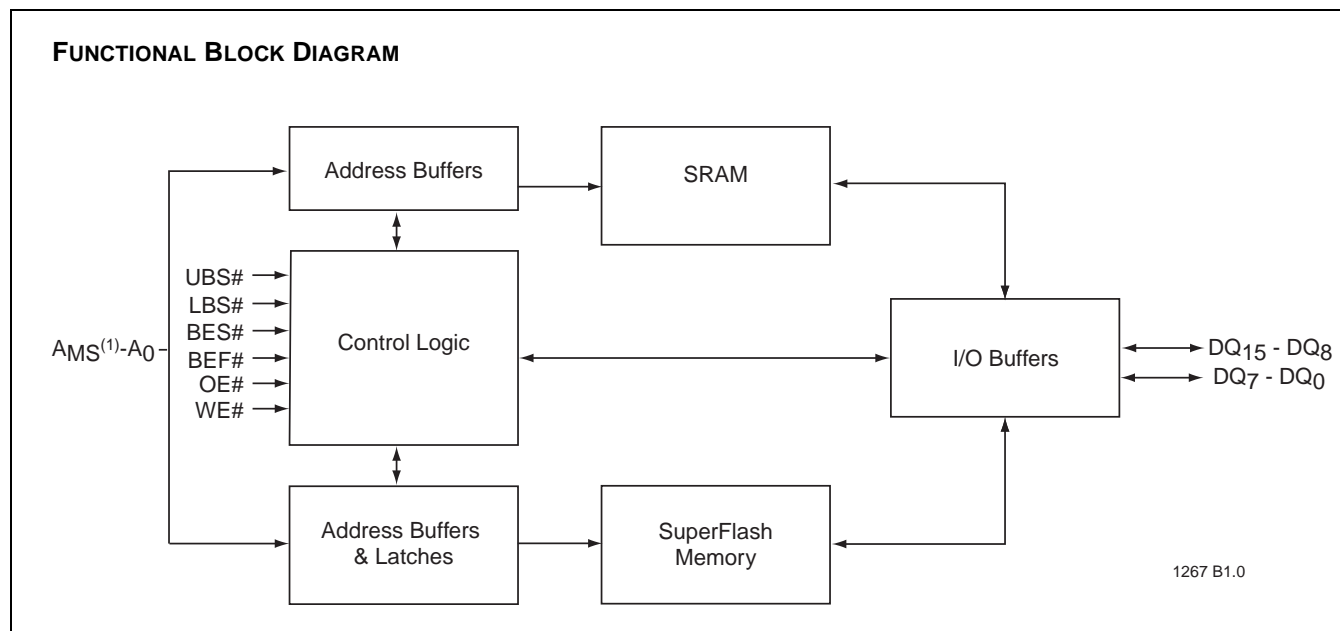 FUNCTIONAL BLOCK DIAGRAM
Address Buffers
SRAM
UBS#
LBS#
BES#
BEF#
OE#
WE#
AMS(1)-A0
Control Logic
I/O Buffers
DQ15 - DQ8
DQ7 - DQ0
Address Buffers
& Latches
SuperFlash
Memory
1267 B1.0